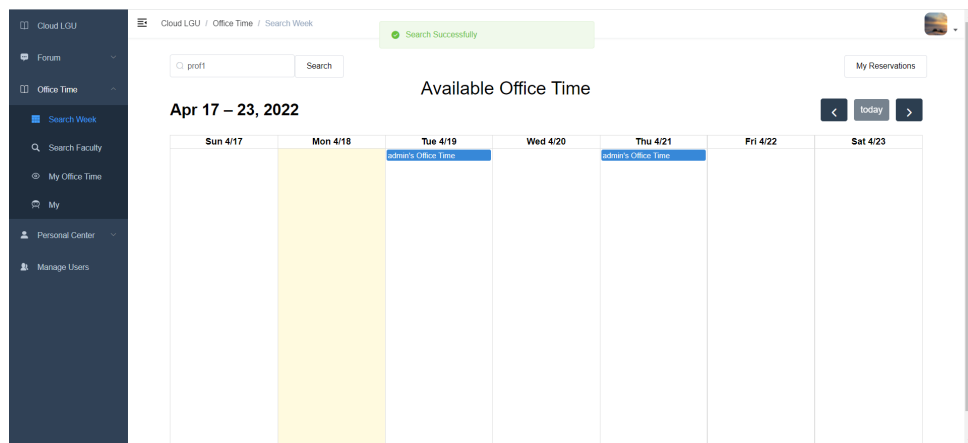 Cloud LGU
Forum
Office Time
Search Week
Search Faculty
My Office Time
My
Personal Center
Manage Users
Cloud LGU / Office Time / Search Week
Search Successfully
prof1
Search
My Reservations
Available Office Time
Apr 17 – 23, 2022
today
Sun 4/17 Mon 4/18 Tue 4/19 Wed 4/20 Thu 4/21 Fri 4/22 Sat 4/23
admin's Office Time admin's Office Time